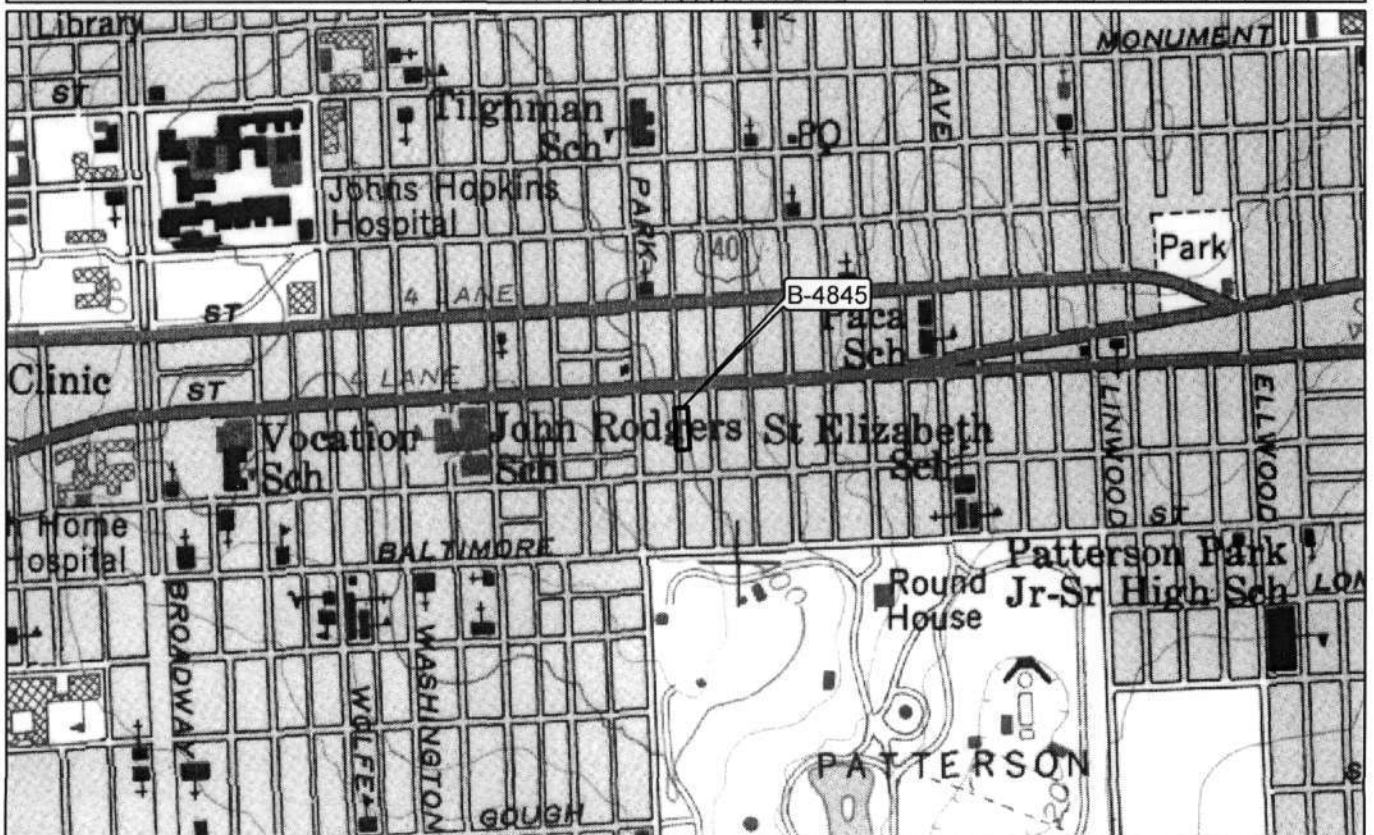 Library
MONUMENT
ST
Tilghman
Sch
AVE
PO
Johns Hopkins
Hospital
PARK
40
Park
B-4845
4 LANE
ST
Paca
Sch
Clinic
ST
4 LANE
Vocation
Sch
John Rodgers
Sch
St Elizabeth
Sch
LINWOOD
ELLWOOD
Home
Hospital
BALTIMORE
ST
Patterson Park
Jr-Sr High Sch
LON
Round
House
BROADWAY
WOLFE
WASHINGTON
PATTERSON
GOUGH